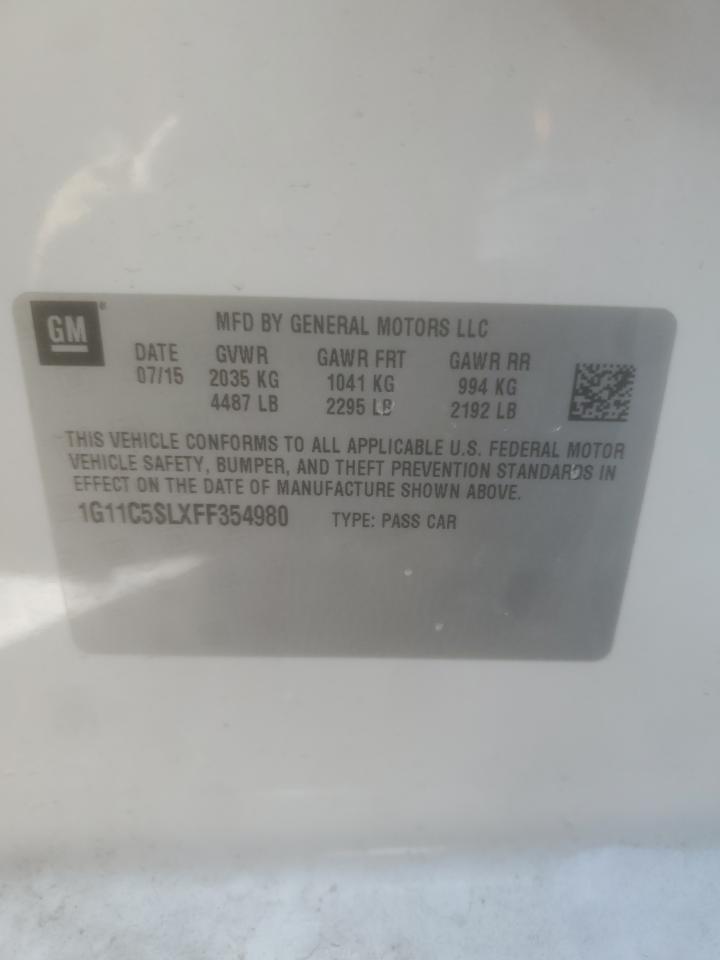 GM®
MFD BY GENERAL MOTORS LLC
DATE GVWR GAWR FRT GAWR RR
07/15 2035 KG 1041 KG 994 KG
4487 LB 2295 LB 2192 LB
THIS VEHICLE CONFORMS TO ALL APPLICABLE U.S. FEDERAL MOTOR
VEHICLE SAFETY, BUMPER, AND THEFT PREVENTION STANDARDS IN
EFFECT ON THE DATE OF MANUFACTURE SHOWN ABOVE.
1G11C5SLXFF354980 TYPE: PASS CAR